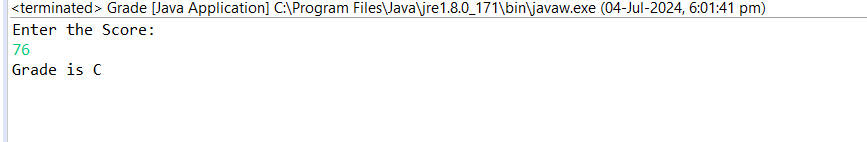 <terminated> Grade [Java Application] C:\Program Files\Java\jre1.8.0_171\bin\javaw.exe (04-Jul-2024, 6:01:41 pm)
Enter the Score:
76
Grade is C